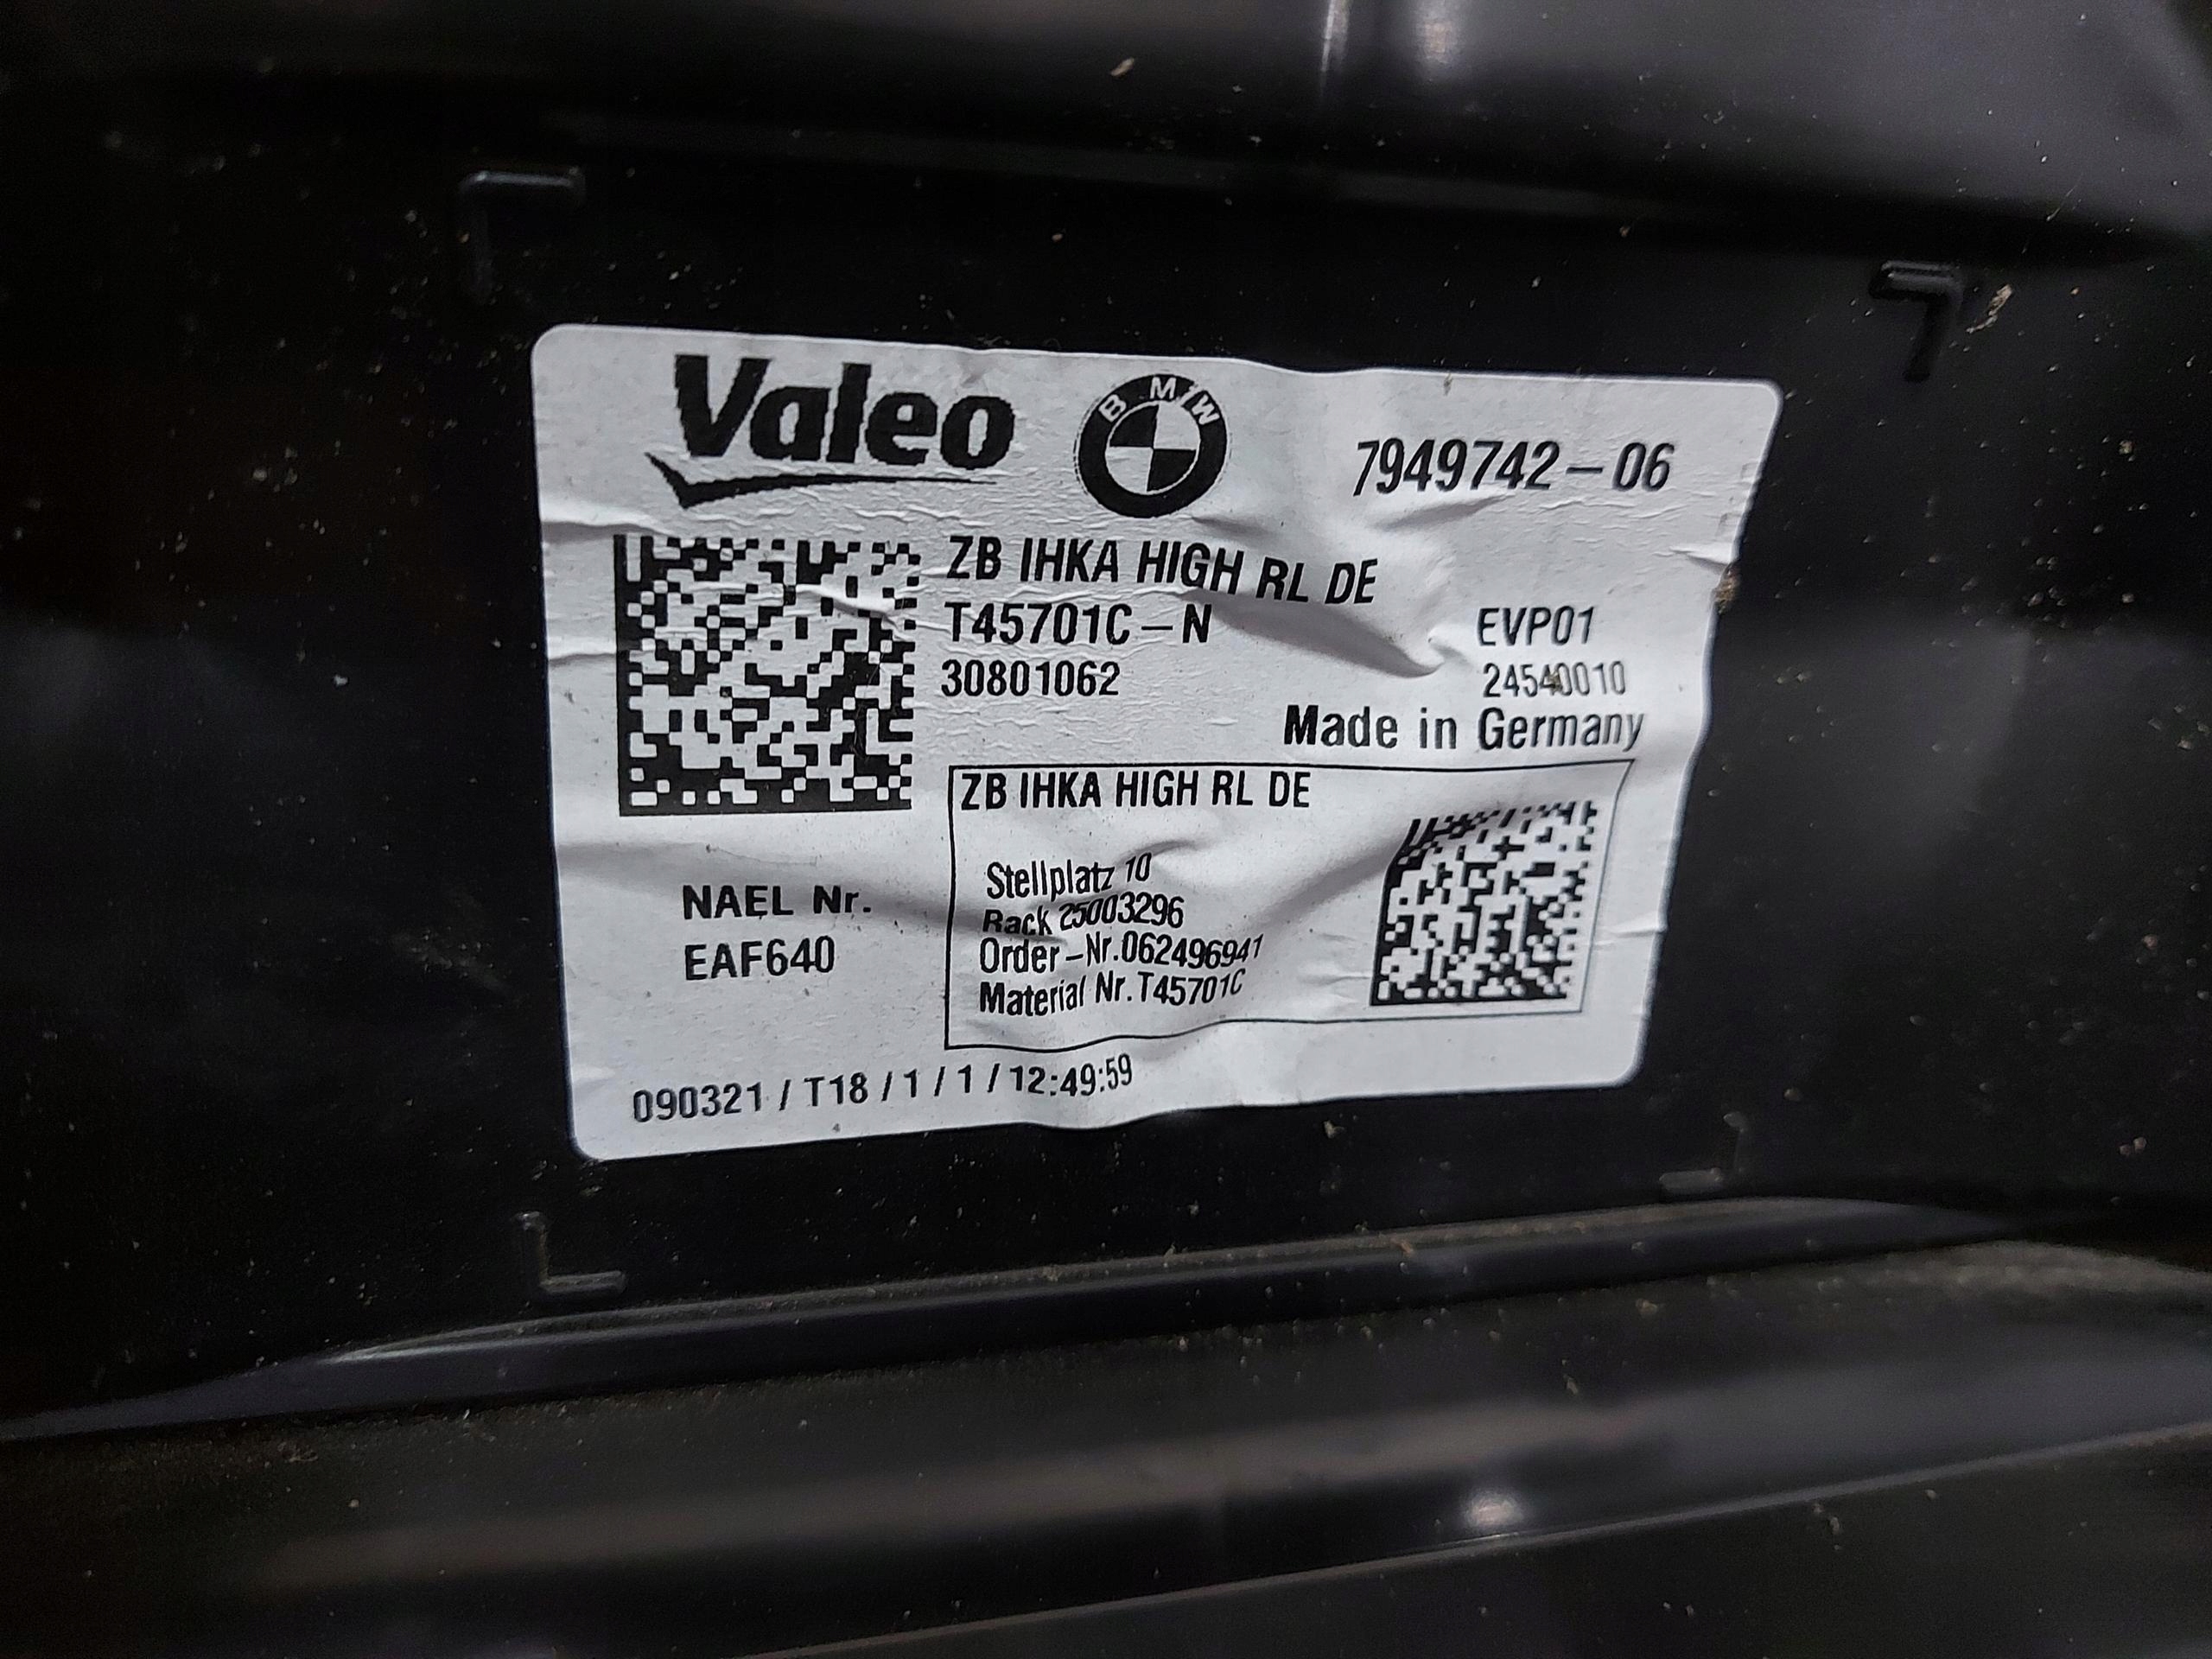 Valeo
BMW
7949742-06
ZB IHKA HIGH RL DE
T45701C-N
EVP01
30801062
24540010
Made in Germany
ZB IHKA HIGH RL DE
Stellplatz 10
Rack 25003296
Order-Nr.062496941
Material Nr. T45701C
NAEL Nr.
EAF640
090321 / T18 / 1 / 1 / 12:49:59